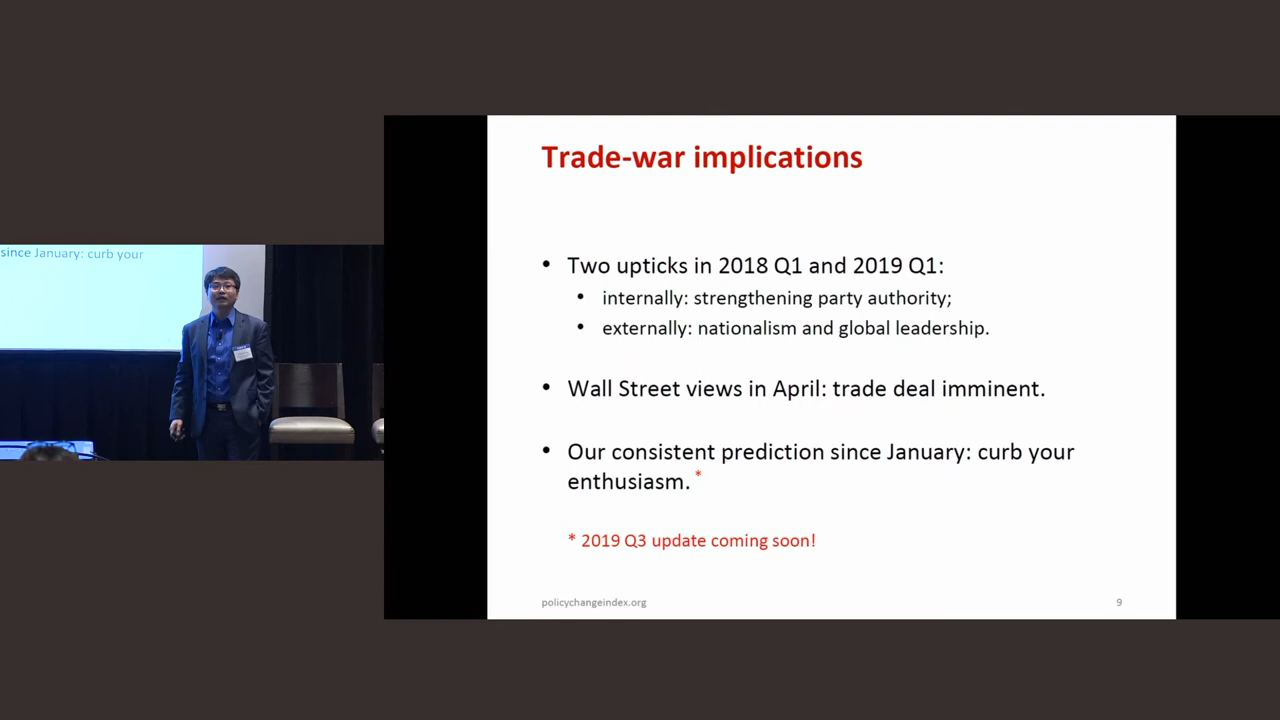 since January: curb your
Trade-war implications
• Two upticks in 2018 Q1 and 2019 Q1:
• internally: strengthening party authority;
• externally: nationalism and global leadership.
• Wall Street views in April: trade deal imminent.
• Our consistent prediction since January: curb your
enthusiasm.*
* 2019 Q3 update coming soon!
policychangeindex.org
9